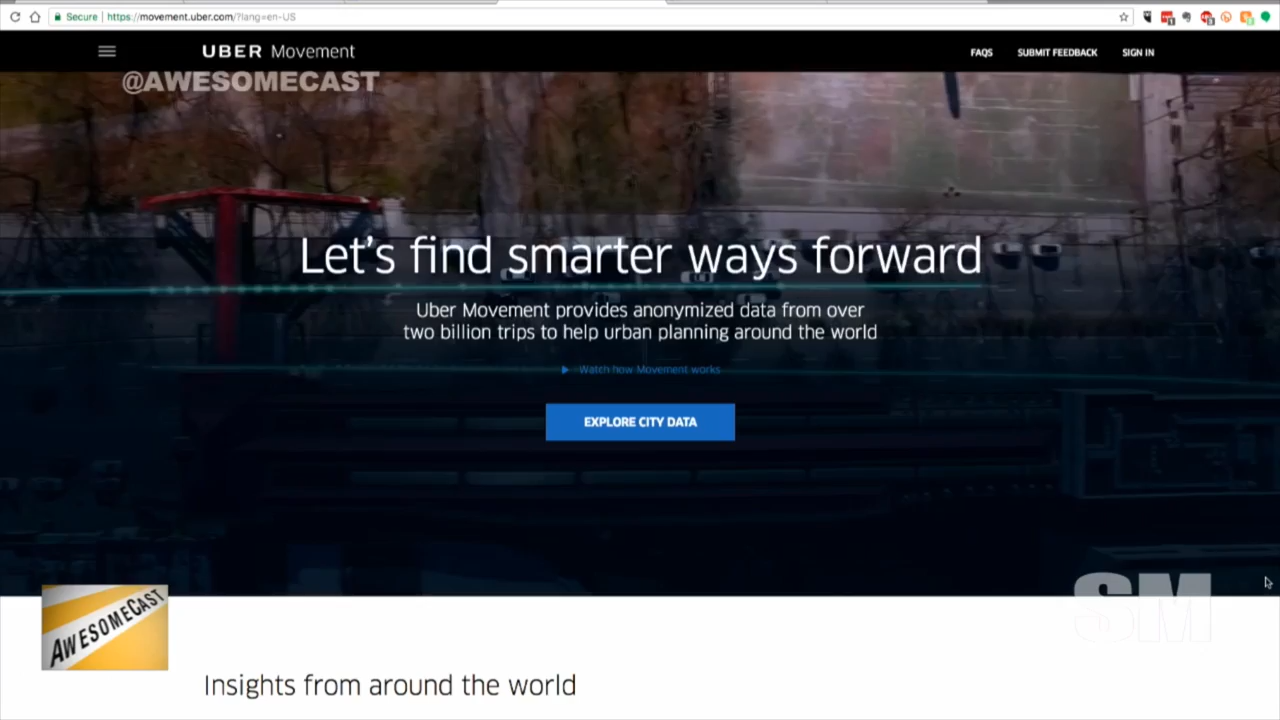 Secure | https://movement.uber.com/?lang=en-US
UBER Movement
FAQS
SUBMIT FEEDBACK
SIGN IN
@AWESOMECAST
Let's find smarter ways forward
Uber Movement provides anonymized data from over
two billion trips to help urban planning around the world
Watch how Movement works
EXPLORE CITY DATA
AWESOMECAST
SM
Insights from around the world